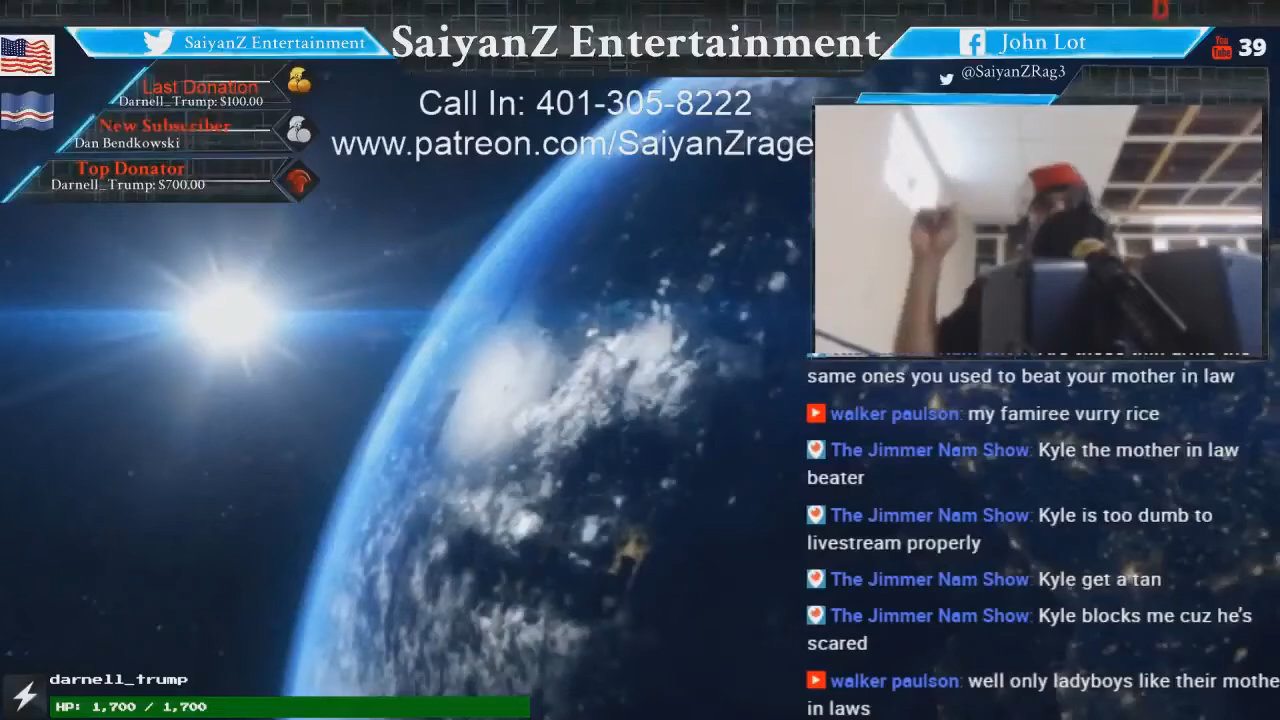 SaiyanZ Entertainment
SaiyanZ Entertainment
John Lot
You Tube 39
@SaiyanZRag3
Last Donation
Darnell_Trump: $100.00
New Subscriber
Dan Bendkowski
Top Donator
Darnell_Trump: $700.00
Call In: 401-305-8222
www.patreon.com/SaiyanZrage
same ones you used to beat your mother in law
walker paulson: my famiree vurry rice
The Jimmer Nam Show: Kyle the mother in law
beater
The Jimmer Nam Show: Kyle is too dumb to
livestream properly
The Jimmer Nam Show: Kyle get a tan
The Jimmer Nam Show: Kyle blocks me cuz he's
scared
walker paulson: well only ladyboys like their mothe
in laws
darnell_trump
HP: 1,700 / 1,700